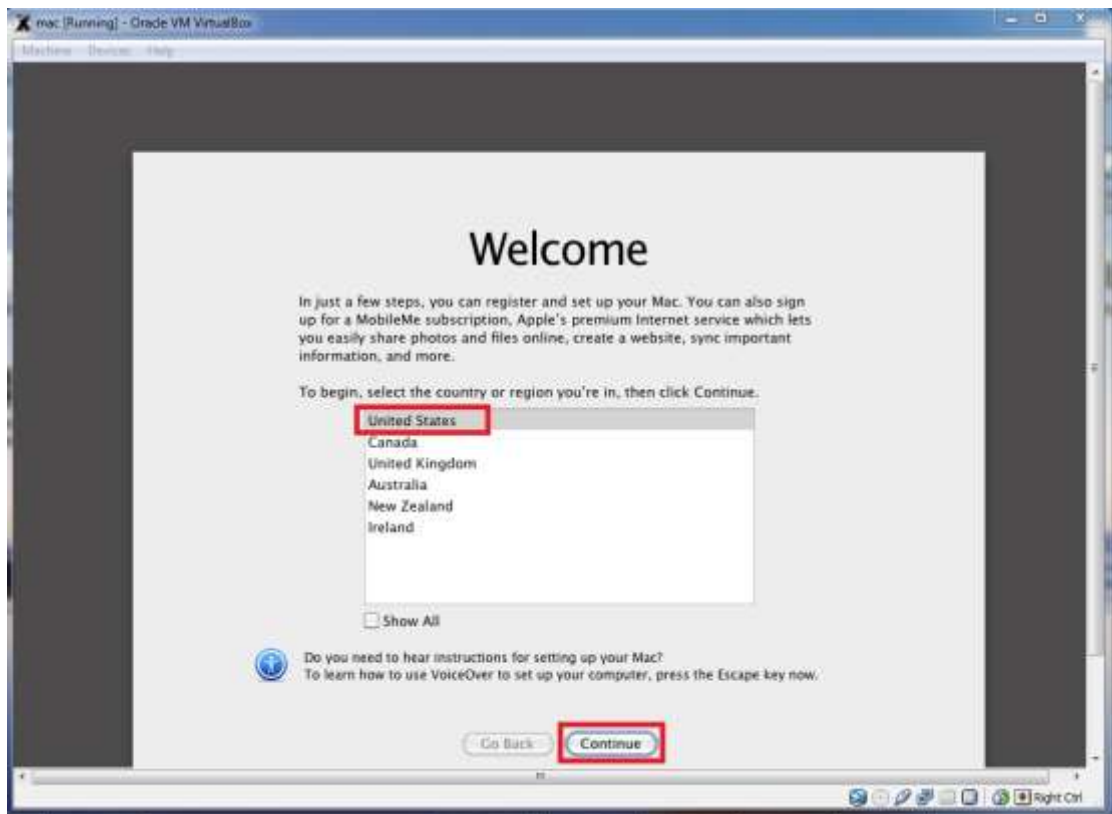 mac [Running] - Oracle VM VirtualBox
Machine Devices Help
Welcome
In just a few steps, you can register and set up your Mac. You can also sign
up for a MobileMe subscription, Apple's premium Internet service which lets
you easily share photos and files online, create a website, sync important
information, and more.
To begin, select the country or region you're in, then click Continue.
United States
Canada
United Kingdom
Australia
New Zealand
Ireland
Show All
Do you need to hear instructions for setting up your Mac?
To learn how to use VoiceOver to set up your computer, press the Escape key now.
Go Back Continue
Right Ctrl